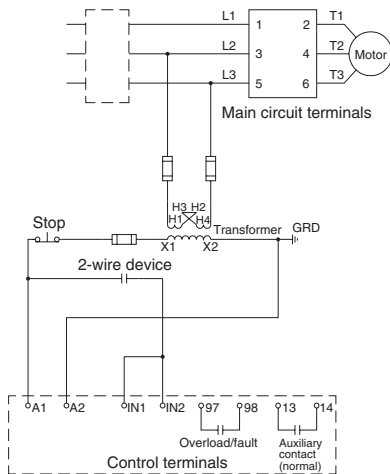 L1 1 2 T1
L2 3 4 T2 Motor
L3 5 6 T3
Main circuit terminals
H3 H2
H1 H4
Stop
Transformer GRD
X1 X2
2-wire device
A1 A2 IN1 IN2 97 98 13 14
Overload/fault Auxiliary
contact
(normal)
Control terminals